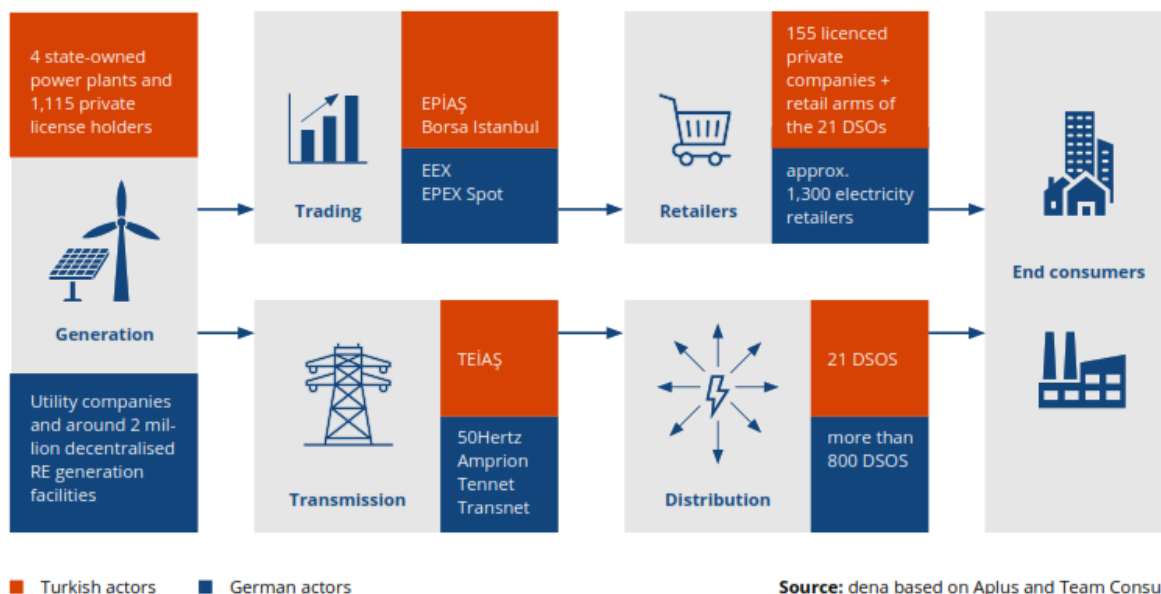 4 state-owned
power plants and
1,115 private
license holders
Generation
Utility companies
and around 2 mil-
lion decentralised
RE generation
facilities
Trading
EPİAŞ
Borsa Istanbul
EEX
EPEX Spot
Retailers
155 licenced
private
companies +
retail arms of
the 21 DSOs
approx.
1,300 electricity
retailers
Transmission
TEİAŞ
50Hertz
Amprion
Tennet
Transnet
Distribution
21 DSOS
more than
800 DSOS
End consumers
Turkish actors
German actors
Source: dena based on Aplus and Team Consu